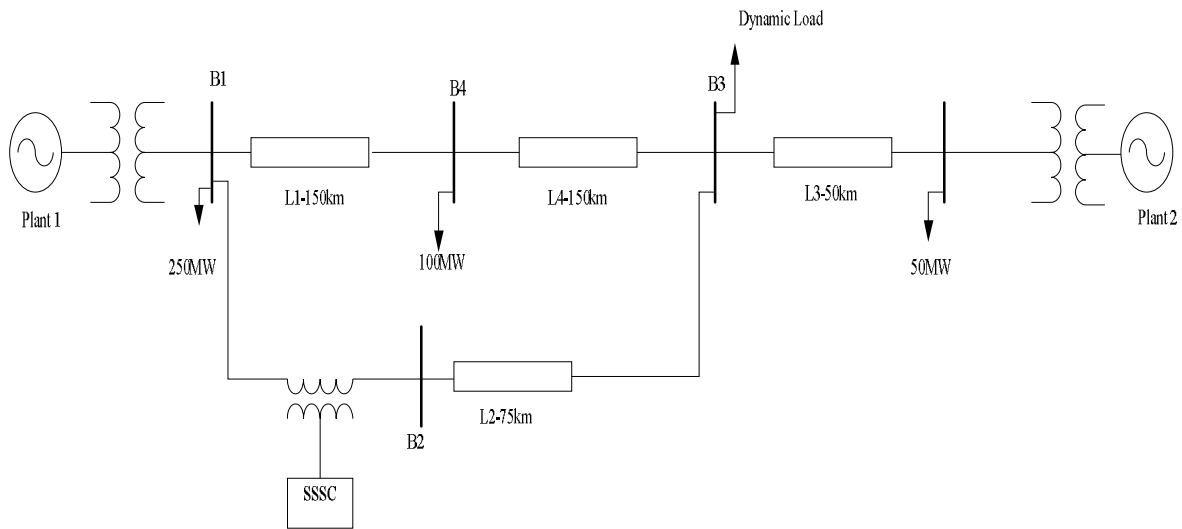 Dynamic Load
B1
B4
B3
L1-150km
L4-150km
L3-50km
Plant 1
Plant 2
250MW
100MW
50MW
L2-75km
B2
SSSC